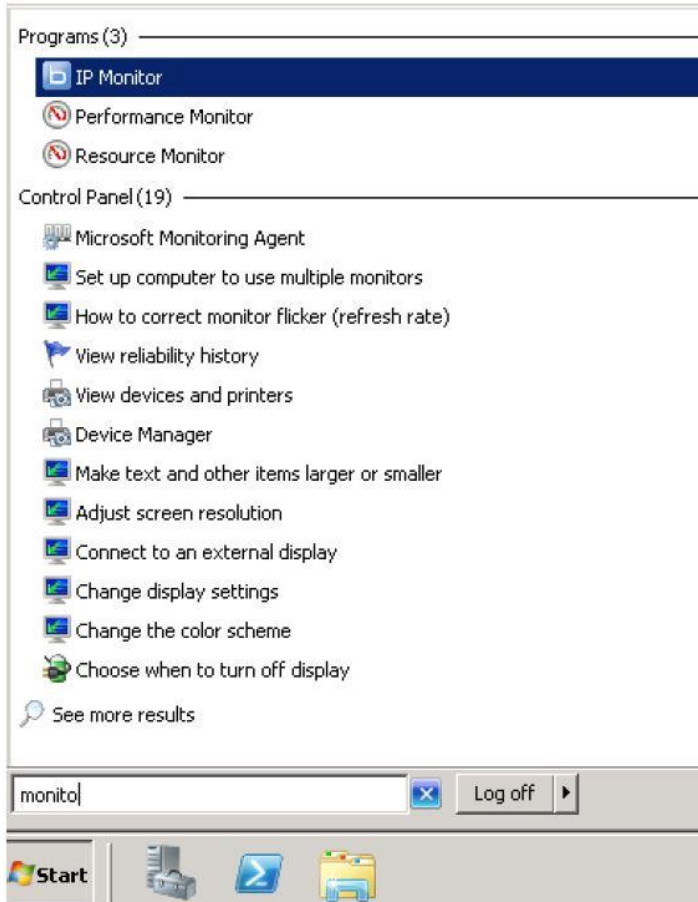 Programs (3)
IP Monitor
Performance Monitor
Resource Monitor
Control Panel (19)
Microsoft Monitoring Agent
Set up computer to use multiple monitors
How to correct monitor flicker (refresh rate)
View reliability history
View devices and printers
Device Manager
Make text and other items larger or smaller
Adjust screen resolution
Connect to an external display
Change display settings
Change the color scheme
Choose when to turn off display
See more results
monito
Log off
Start